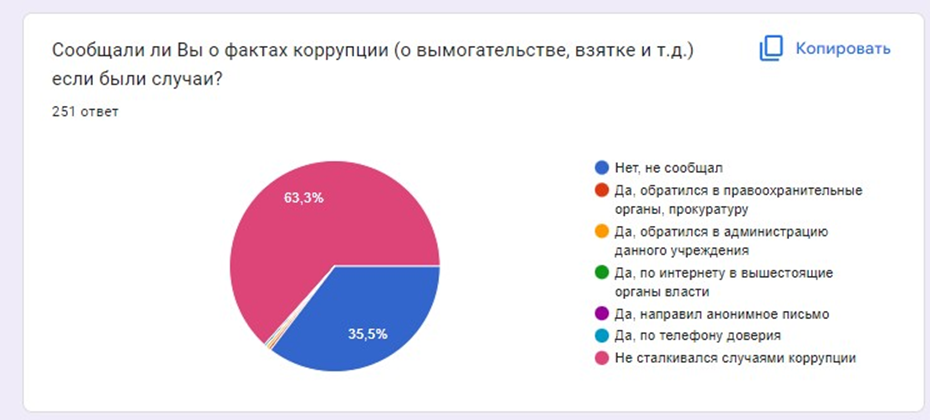 Сообщали ли Вы о фактах коррупции (о вымогательстве, взятке и т.д.)
если были случаи?
Копировать
251 ответ
63,3%
35,5%
Нет, не сообщал
Да, обратился в правоохранительные
органы, прокуратуру
Да, обратился в администрацию
данного учреждения
Да, по интернету в вышестоящие
органы власти
Да, направил анонимное письмо
Да, по телефону доверия
Не сталкивался случаями коррупции